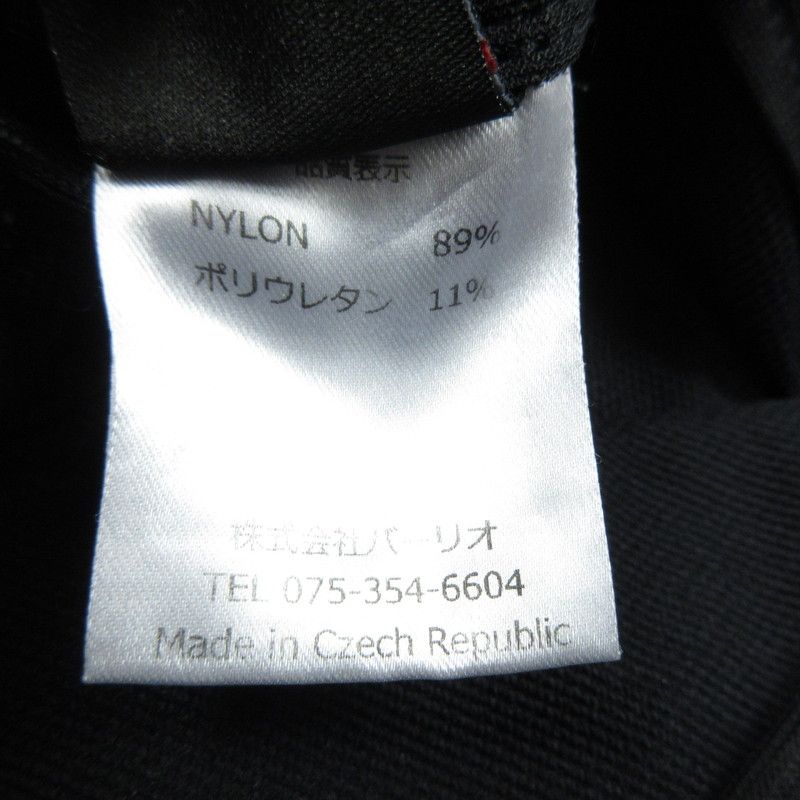 品質表示
NYLON 89%
ポリウレタン 11%
株式会社バーリオ
TEL 075-354-6604
Made in Czech Republic